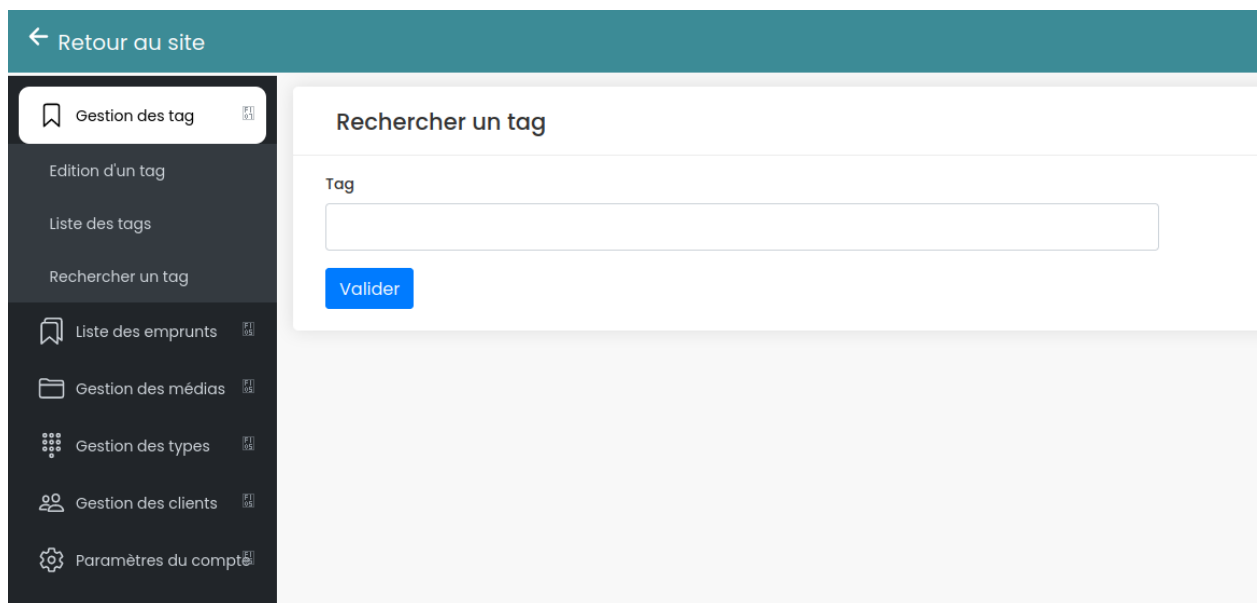 Retour au site
Gestion des tag
Edition d'un tag
Liste des tags
Rechercher un tag
Liste des emprunts
Gestion des médias
Gestion des types
Gestion des clients
Paramètres du compte
Rechercher un tag
Tag
Valider